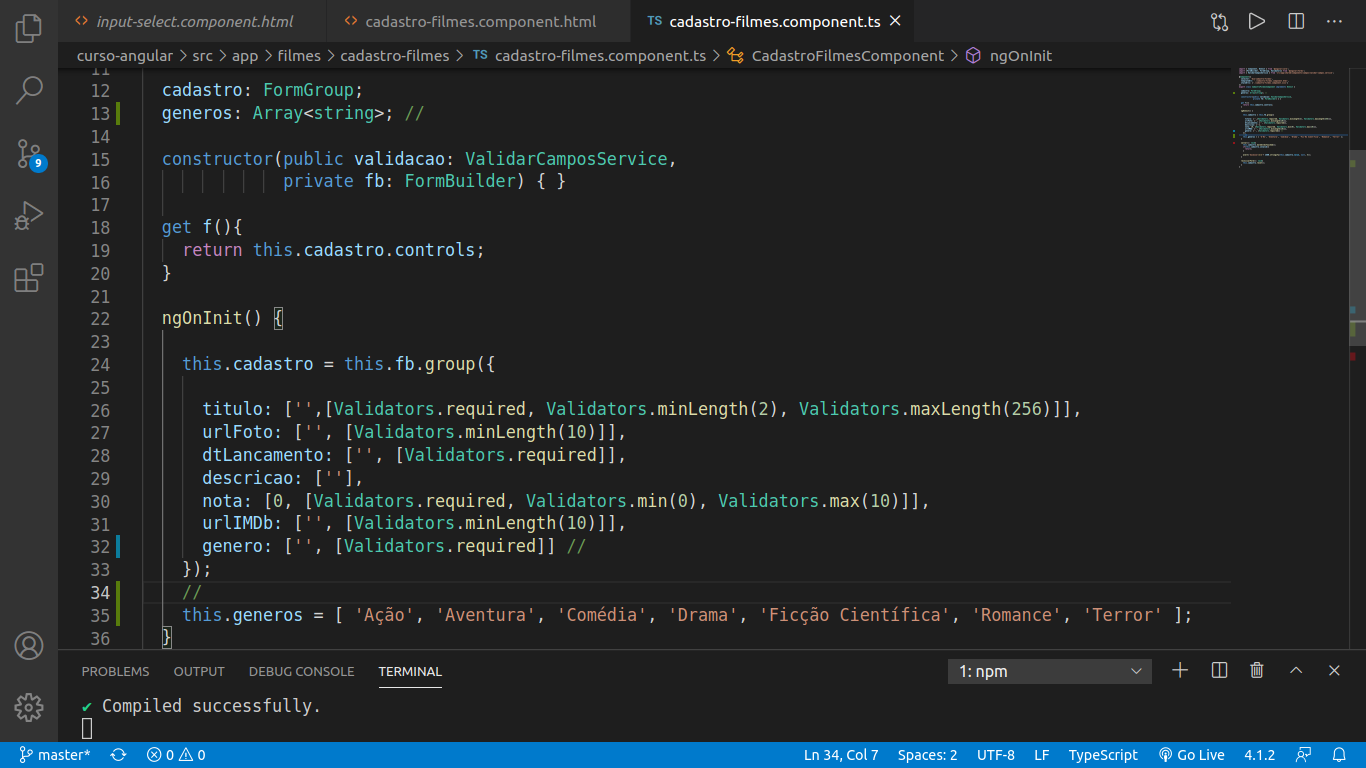 input-select.component.html
cadastro-filmes.component.html
TS cadastro-filmes.component.ts
curso-angular > src > app > filmes > cadastro-filmes > TS cadastro-filmes.component.ts > CadastroFilmesComponent > ngOnInit
11
12 cadastro: FormGroup;
13 generos: Array<string>; //
14
15 constructor(public validacao: ValidarCamposService,
16 private fb: FormBuilder) { }
17
18 get f(){
19 return this.cadastro.controls;
20 }
21
22 ngOnInit() {
23
24 this.cadastro = this.fb.group({
25
26 titulo: ['',[Validators.required, Validators.minLength(2), Validators.maxLength(256)]],
27 urlFoto: ['', [Validators.minLength(10)]],
28 dtLancamento: ['', [Validators.required]],
29 descricao: [''],
30 nota: [0, [Validators.required, Validators.min(0), Validators.max(10)]],
31 urlIMDb: ['', [Validators.minLength(10)]],
32 genero: ['', [Validators.required]] //
33 });
34 //
35 this.generos = [ 'Ação', 'Aventura', 'Comédia', 'Drama', 'Ficção Científica', 'Romance', 'Terror' ];
36 }
9
PROBLEMS OUTPUT DEBUG CONSOLE TERMINAL 1: npm
✔ Compiled successfully.
master* 0 0 Ln 34, Col 7 Spaces: 2 UTF-8 LF TypeScript Go Live 4.1.2